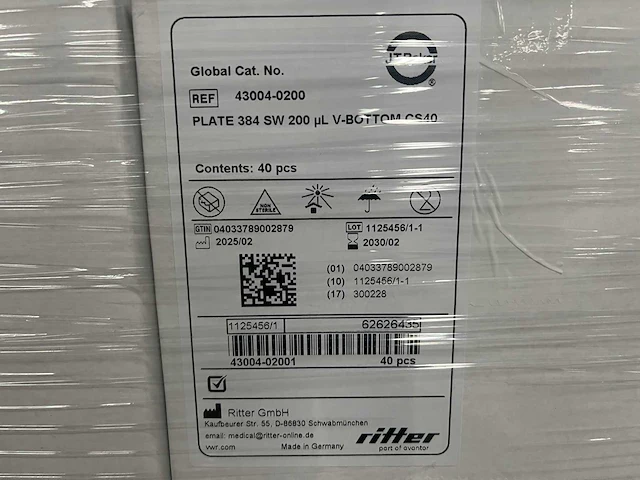 J.T.Baker
®
Global Cat. No.
REF 43004-0200
PLATE 384 SW 200 µL V-BOTTOM CS40
Contents: 40 pcs
NON STERILE
2
GTIN 04033789002879
LOT 1125456/1-1
2025/02
2030/02
(01) 04033789002879
(10) 1125456/1-1
(17) 300228
1125456/1 62626435
43004-02001 40 pcs
Ritter GmbH
Kaufbeurer Str. 55, D-86830 Schwabmünchen
email: medical@ritter-online.de
vwr.com Made in Germany
ritter
part of avantor